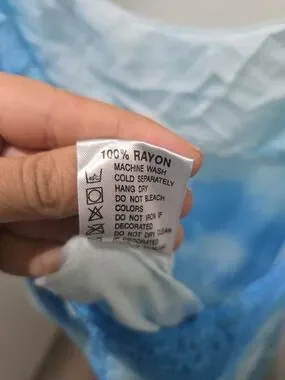 100% RAYON
MACHINE WASH
COLD SEPARATELY
HANG DRY
DO NOT BLEACH
COLORS
DO NOT IRON IF
DECORATED
DO NOT DRY CLEAN
IF DECORATED